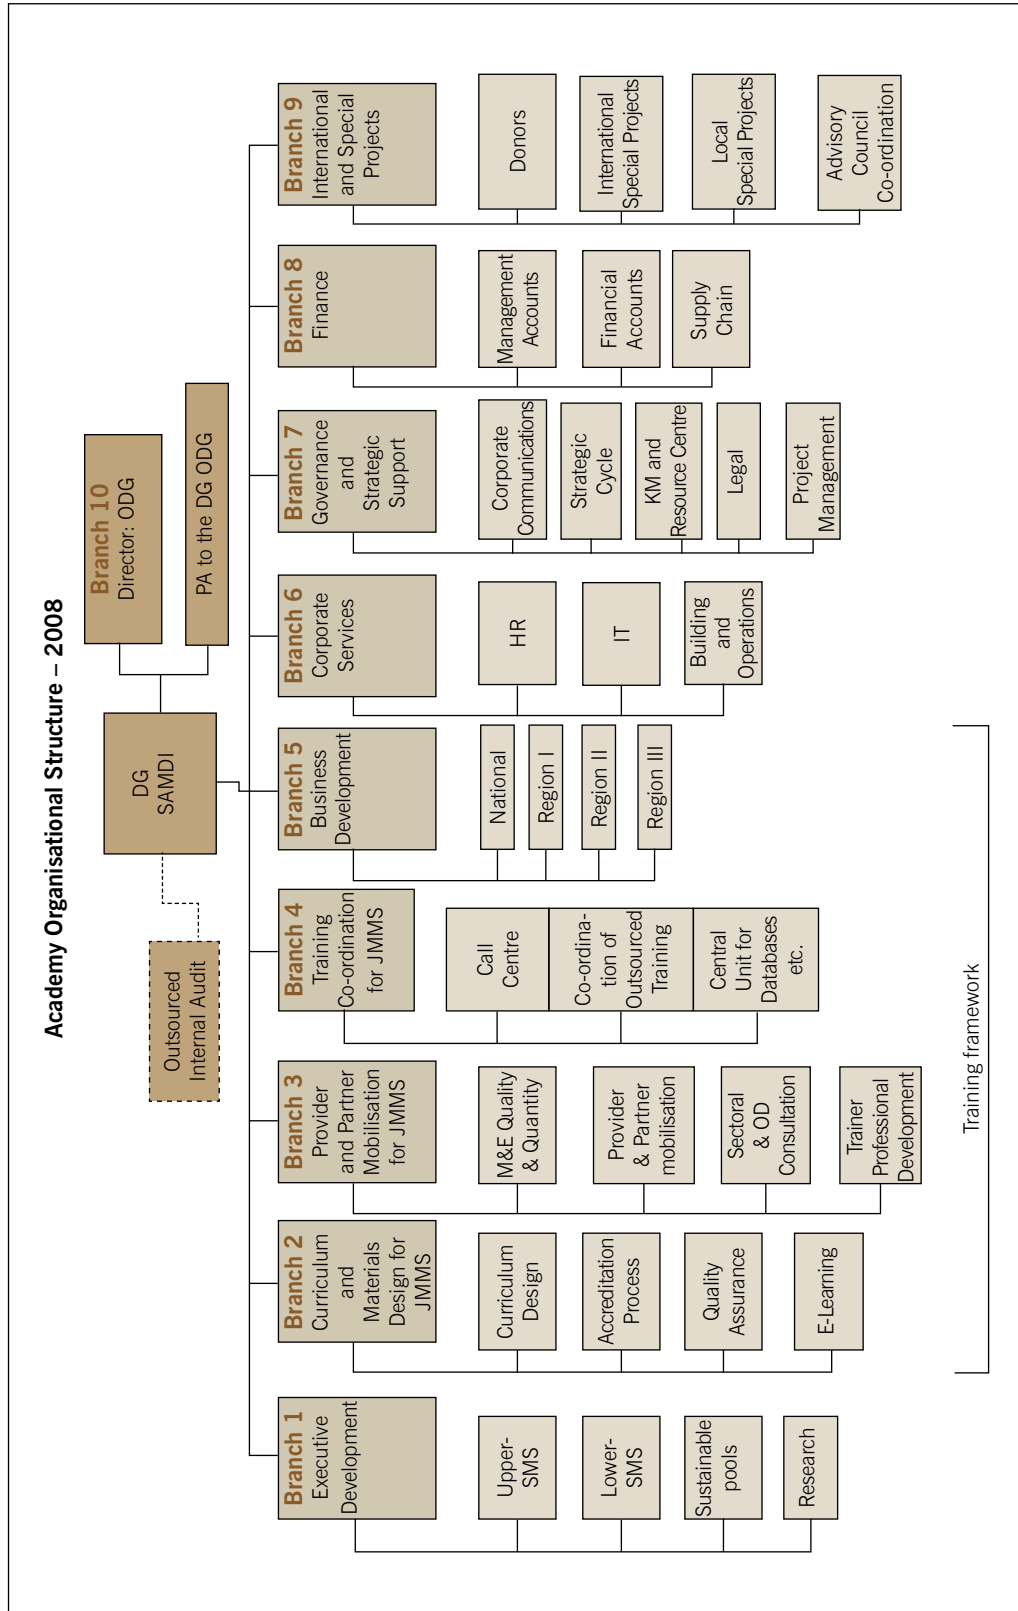 Academy Organisational Structure – 2008
Outsourced
Internal Audit
DG
SAMDI
Branch 10
Director: ODG
PA to the DG ODG
Branch 1
Executive
Development
Upper-
SMS
Lower-
SMS
Sustainable
pools
Research
Branch 2
Curriculum
and
Materials
Design for
JMMS
Curriculum
Design
Accreditation
Process
Quality
Assurance
E-Learning
Branch 3
Provider
and Partner
Mobilisation
for JMMS
M&E Quality
& Quantity
Provider
& Partner
mobilisation
Sectoral
& OD
Consultation
Trainer
Professional
Development
Branch 4
Training
Co-ordination
for JMMS
Call
Centre
Co-ordina-
tion of
Outsourced
Training
Central
Unit for
Databases
etc.
Branch 5
Business
Development
National
Region I
Region II
Region III
Branch 6
Corporate
Services
HR
IT
Building
and
Operations
Branch 7
Governance
and
Strategic
Support
Corporate
Communications
Strategic
Cycle
KM and
Resource Centre
Legal
Project
Management
Branch 8
Finance
Management
Accounts
Financial
Accounts
Supply
Chain
Branch 9
International
and Special
Projects
Donors
International
Special Projects
Local
Special Projects
Advisory
Council
Co-ordination
Training framework